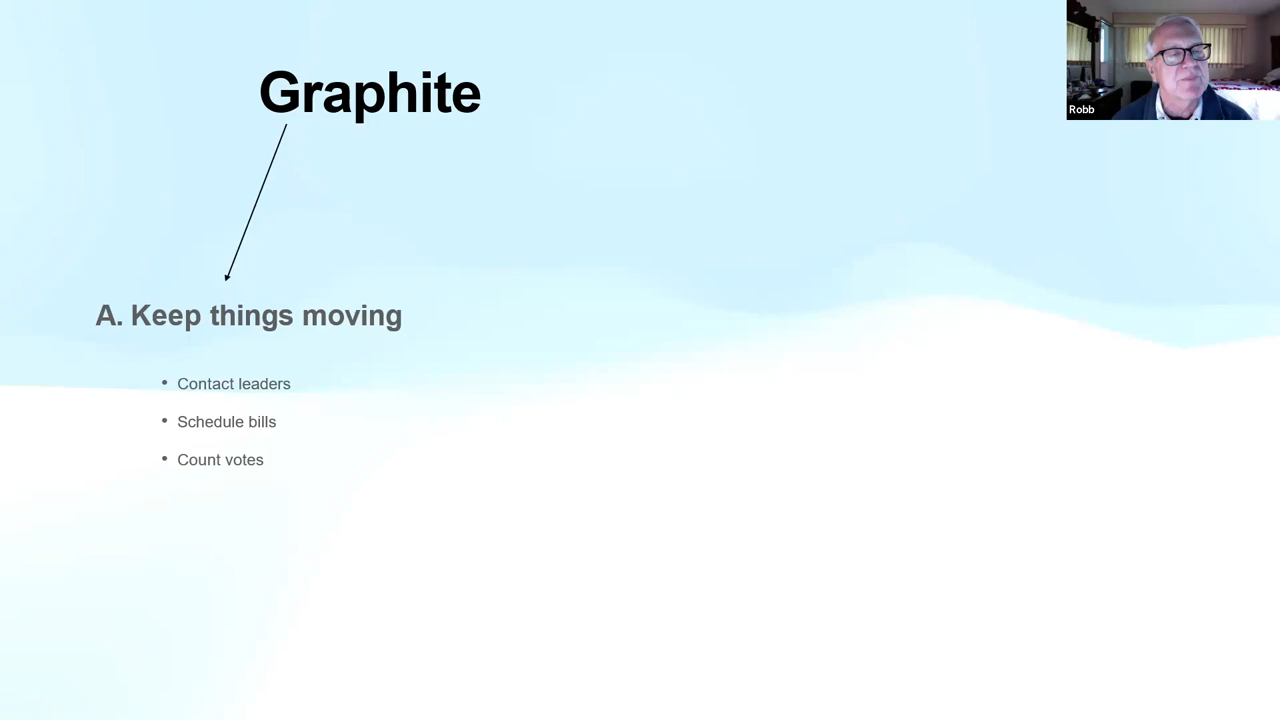 Graphite
Robb
A. Keep things moving
• Contact leaders
• Schedule bills
• Count votes